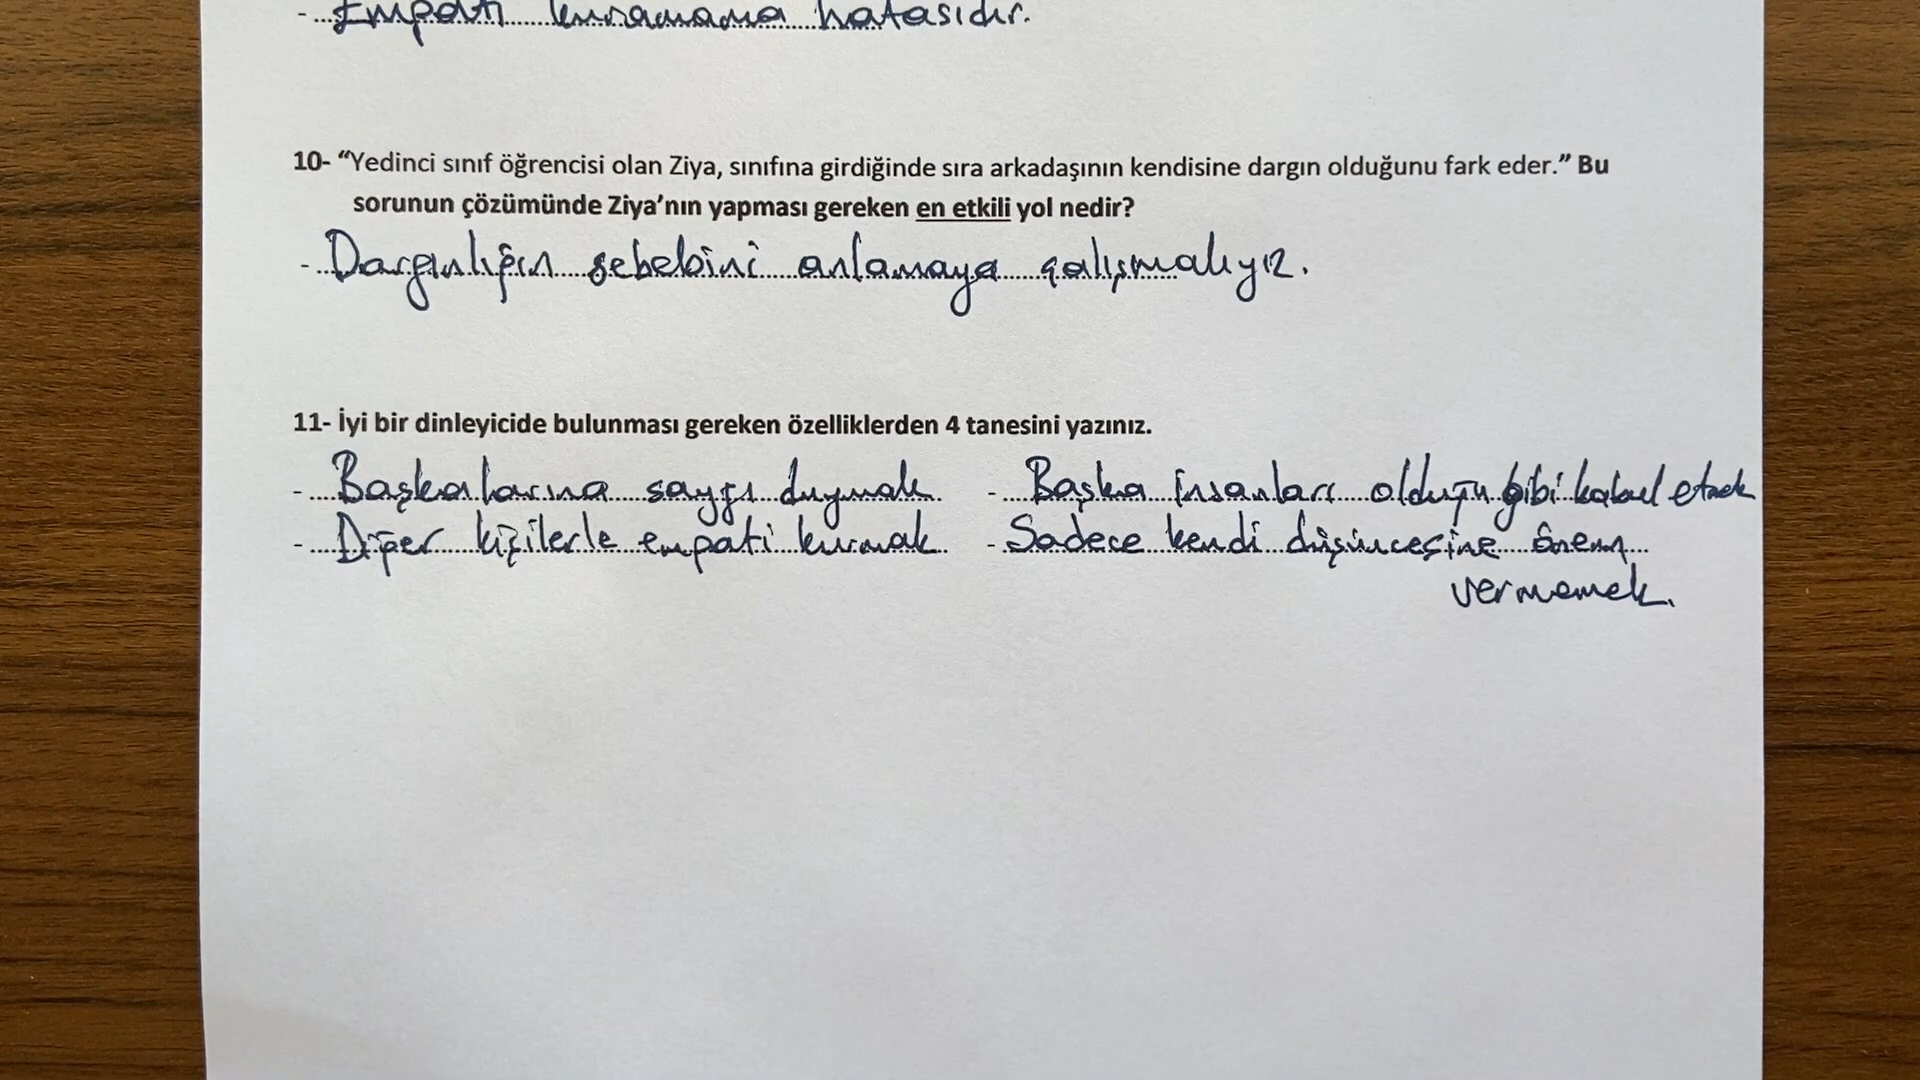 - Empati kuramama hatasıdır.
10- “Yedinci sınıf öğrencisi olan Ziya, sınıfına girdiğinde sıra arkadaşının kendisine dargın olduğunu fark eder.” Bu
sorunun çözümünde Ziya’nın yapması gereken en etkili yol nedir?
- Dargınlığın sebebini anlamaya çalışmalıyız.
11- İyi bir dinleyicide bulunması gereken özelliklerden 4 tanesini yazınız.
- Başkalarına saygı duymak - Başka insanları olduğu gibi kabul etmek
- Diğer kişilerle empati kurmak - Sadece kendi düşüncesine önem
vermemek.